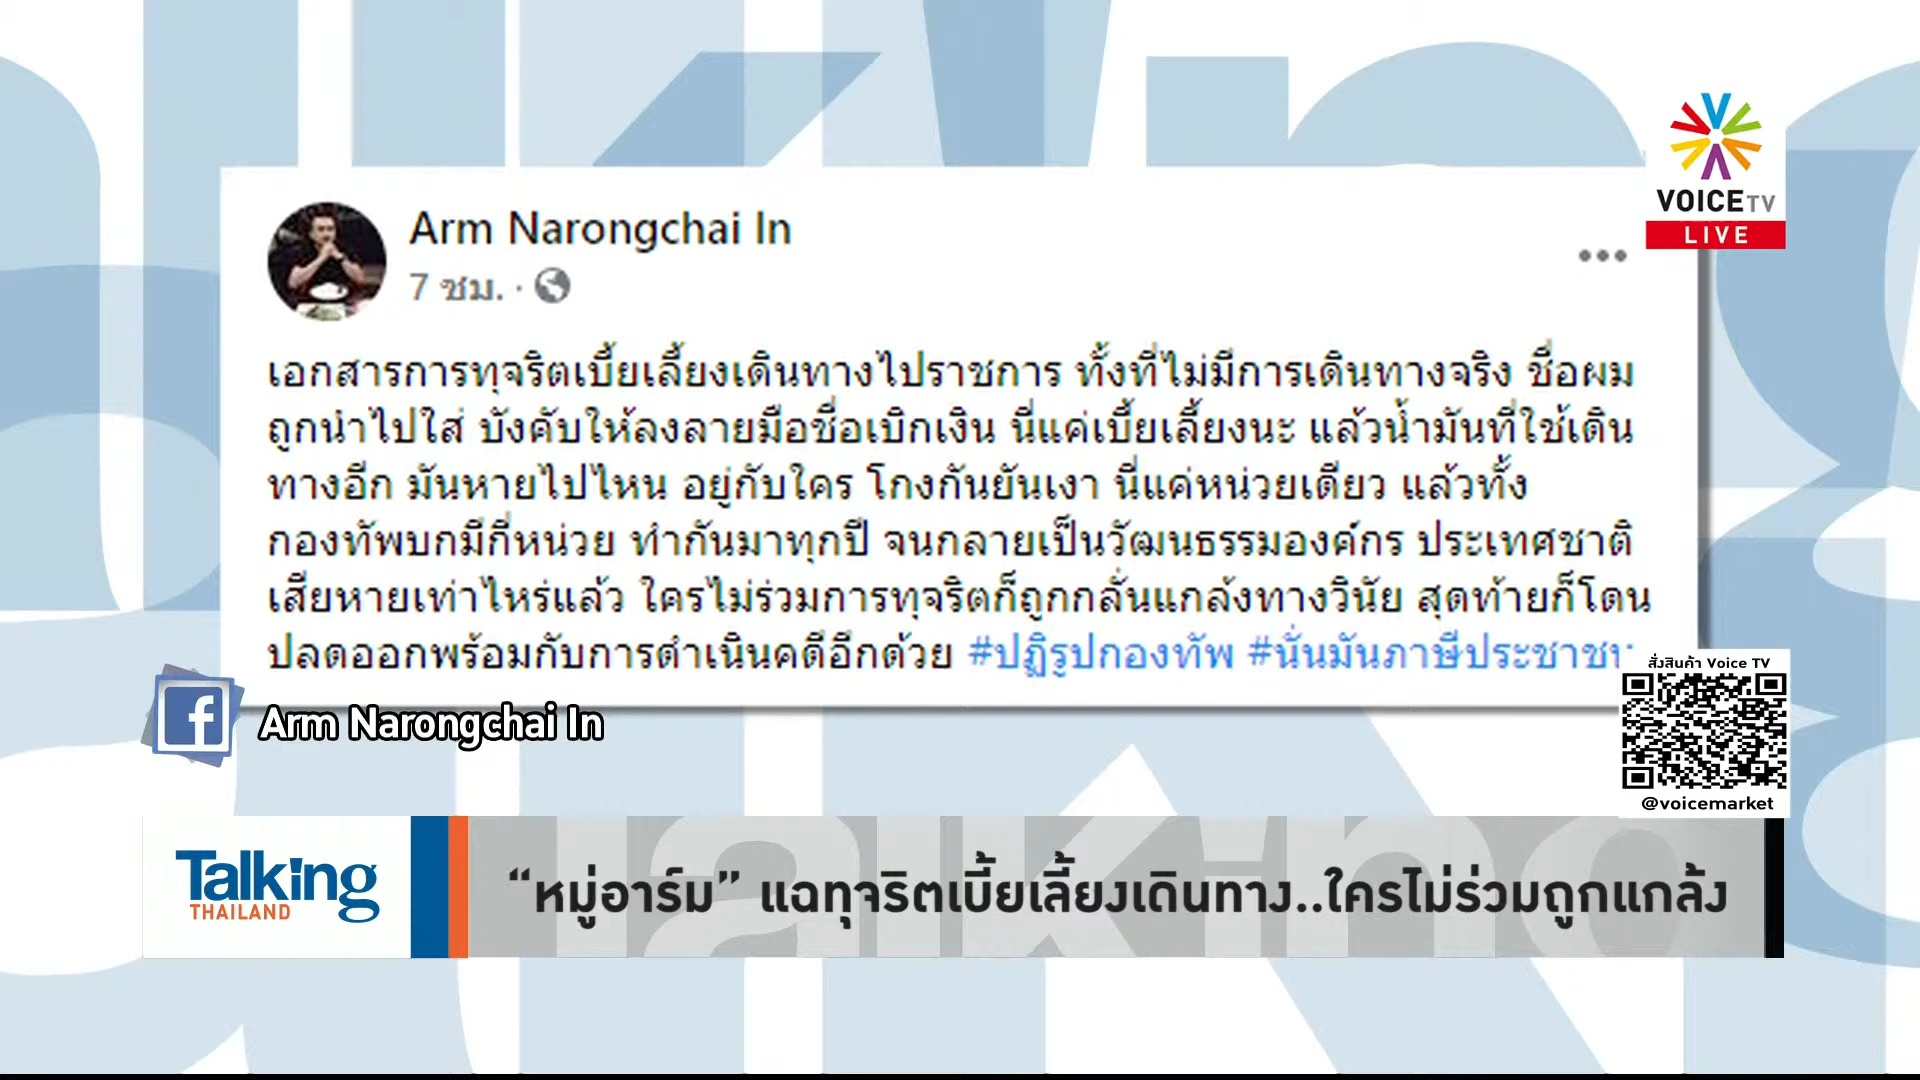 VOICE TV
LIVE
Arm Narongchai In
7 ชม. ·
เอกสารการทุจริตเบี้ยเลี้ยงเดินทางไปราชการ ทั้งที่ไม่มีการเดินทางจริง ชื่อผม
ถูกนำไปใส่ บังคับให้ลงลายมือชื่อเบิกเงิน นี่แค่เบี้ยเลี้ยงนะ แล้วน้ำมันที่ใช้เดิน
ทางอีก มันหายไปไหน อยู่กับใคร โกงกันยันเงา นี่แค่หน่วยเดียว แล้วทั้ง
กองทัพบกมีกี่หน่วย ทำกันมาทุกปี จนกลายเป็นวัฒนธรรมองค์กร ประเทศชาติ
เสียหายเท่าไหร่แล้ว ใครไม่ร่วมการทุจริตก็ถูกกลั่นแกล้งทางวินัย สุดท้ายก็โดน
ปลดออกพร้อมกับการดำเนินคดีอีกด้วย #ปฏิรูปกองทัพ #นั่นมันภาษีประชาชน
สั่งสินค้า Voice TV
@voicemarket
f
Arm Narongchai In
Talking
THAILAND
“หมู่อาร์ม” แฉทุจริตเบี้ยเลี้ยงเดินทาง..ใครไม่ร่วมถูกแกล้ง